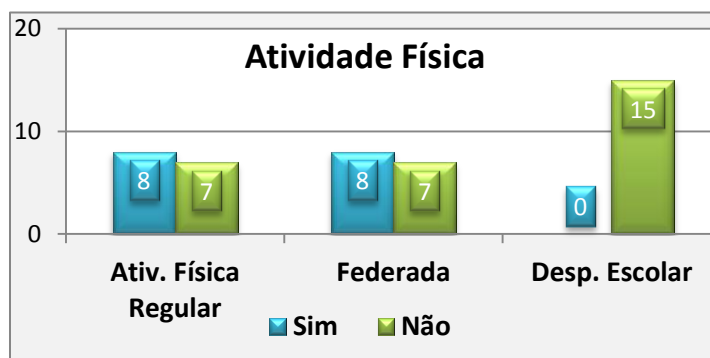 Atividade Física
20
10
0
8
7
8
7
0
15
Ativ. Física
Regular
Federada
Desp. Escolar
Sim
Não